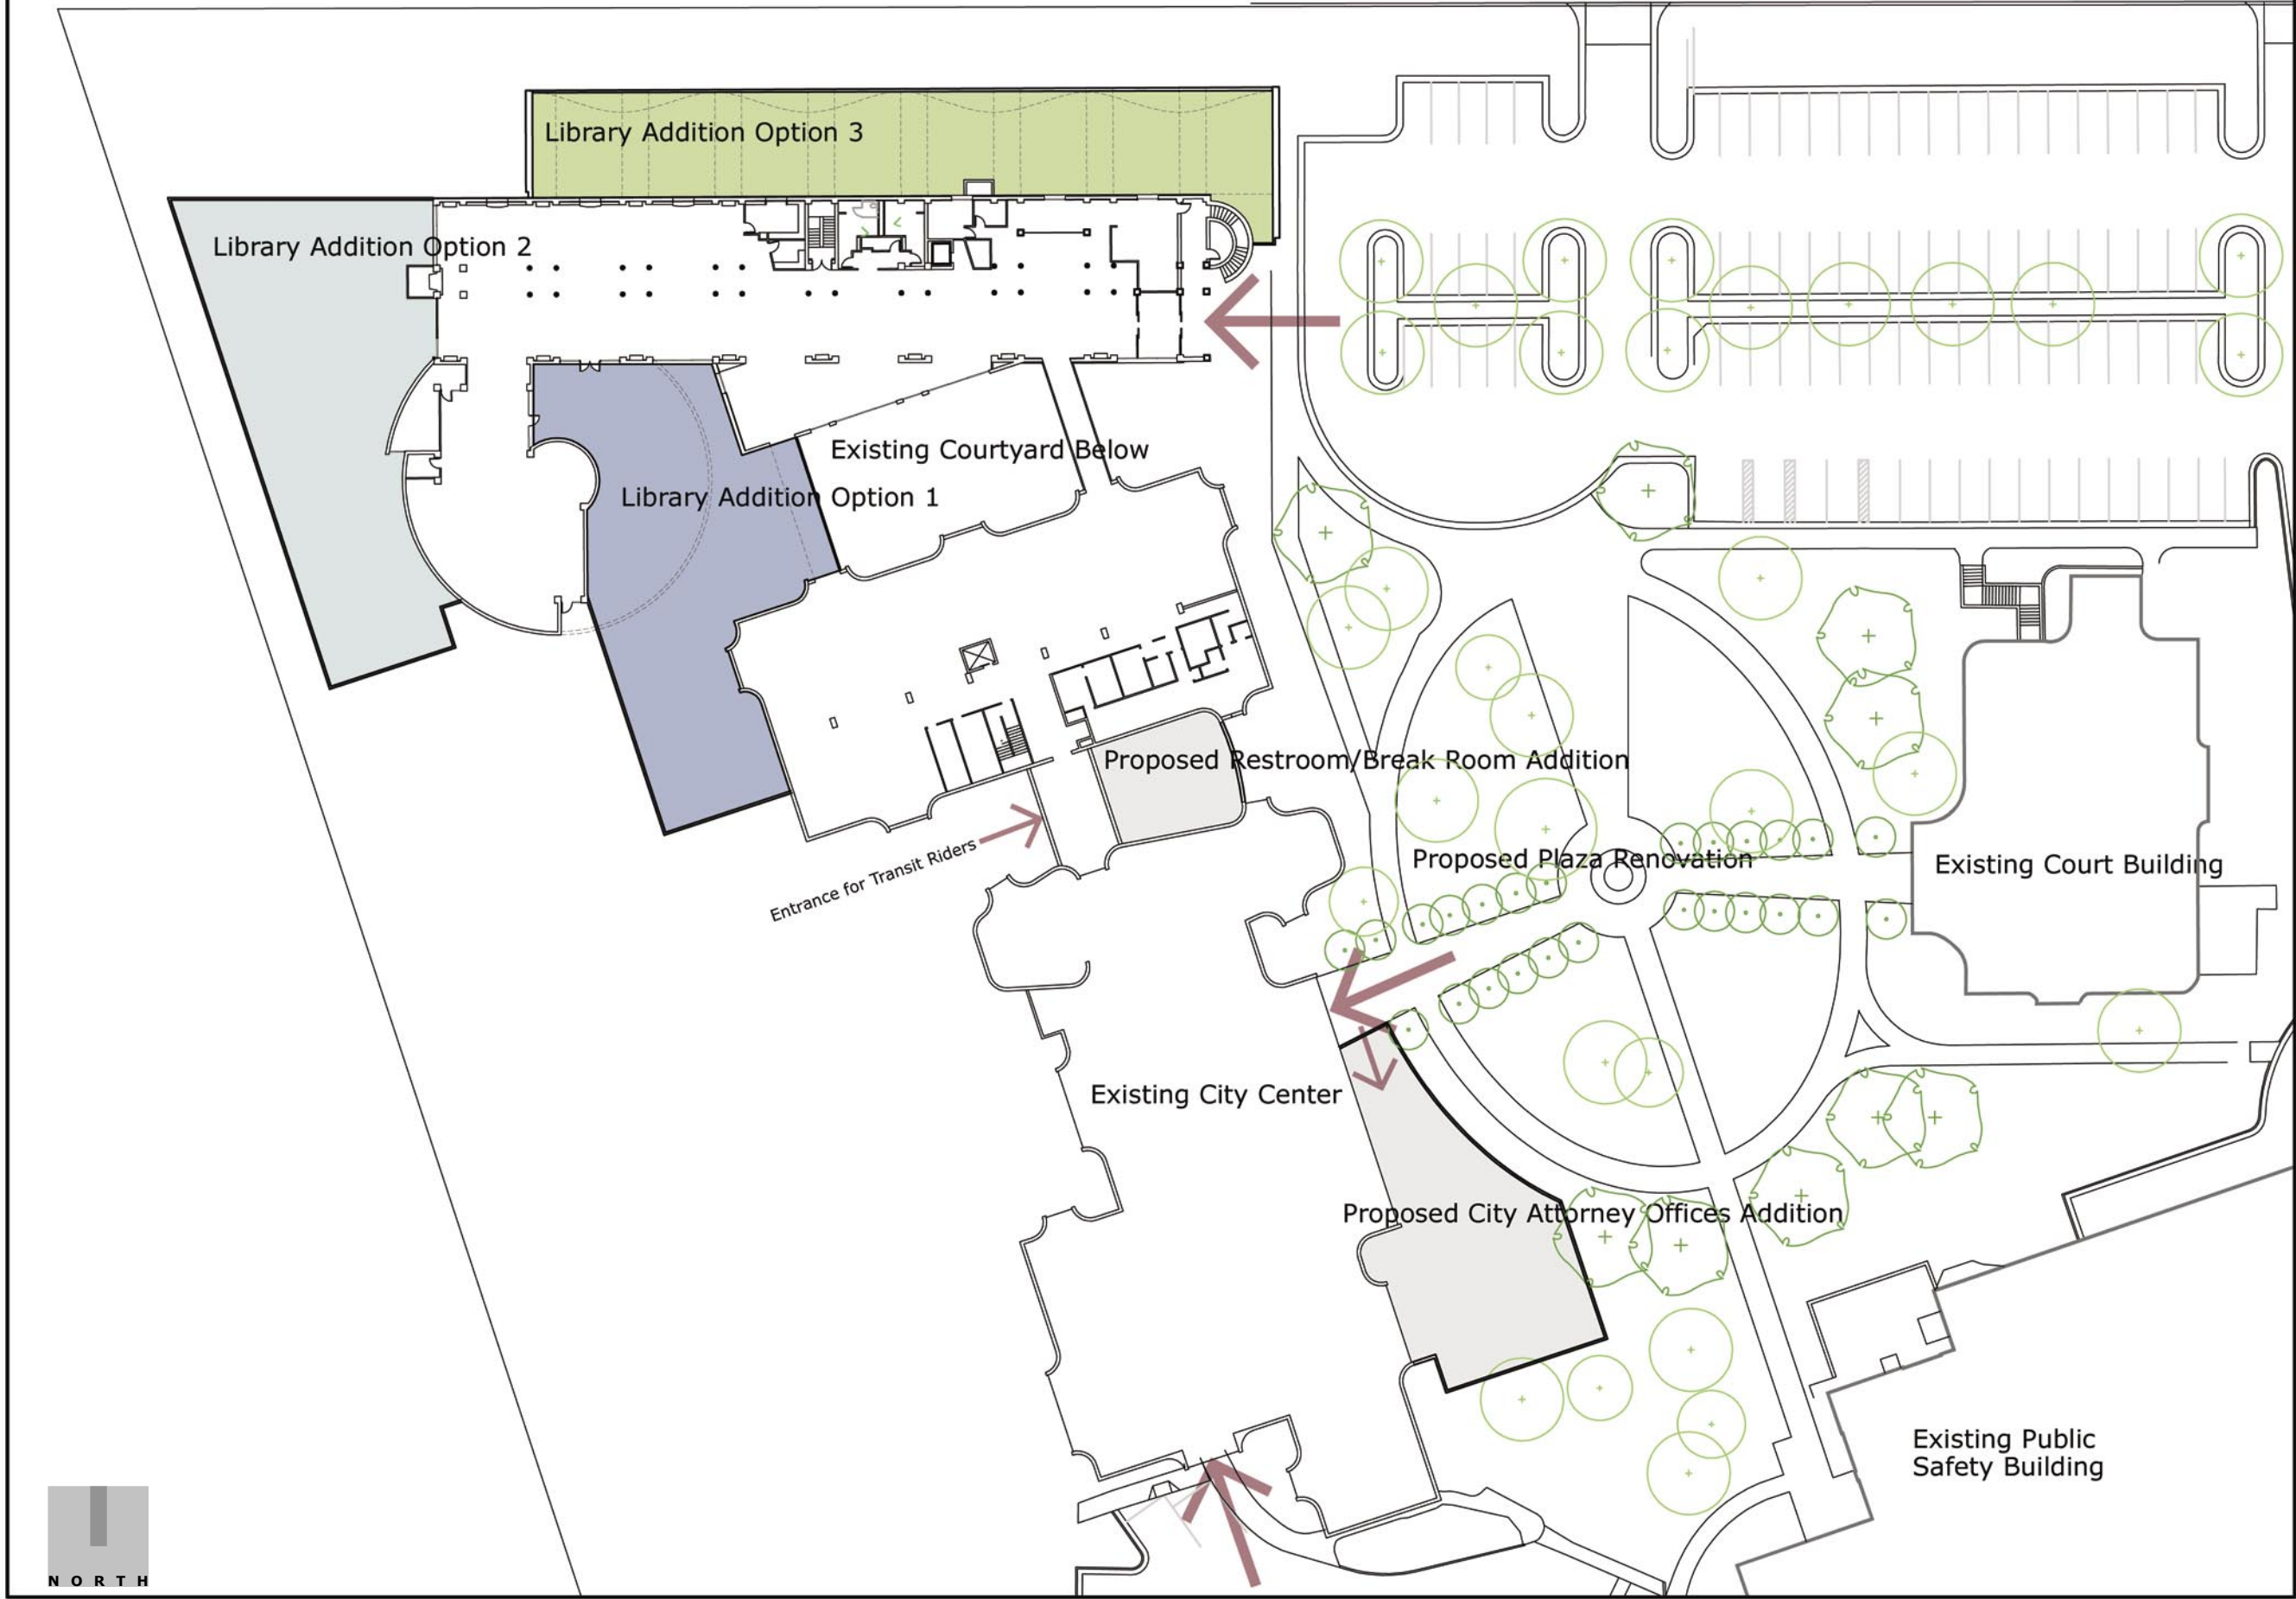 Library Addition Option 3
Library Addition Option 2
Existing Courtyard Below
Library Addition Option 1
Proposed Restroom/Break Room Addition
Entrance for Transit Riders
Proposed Plaza Renovation
Existing Court Building
Existing City Center
Proposed City Attorney Offices Addition
Existing Public
Safety Building
NORTH